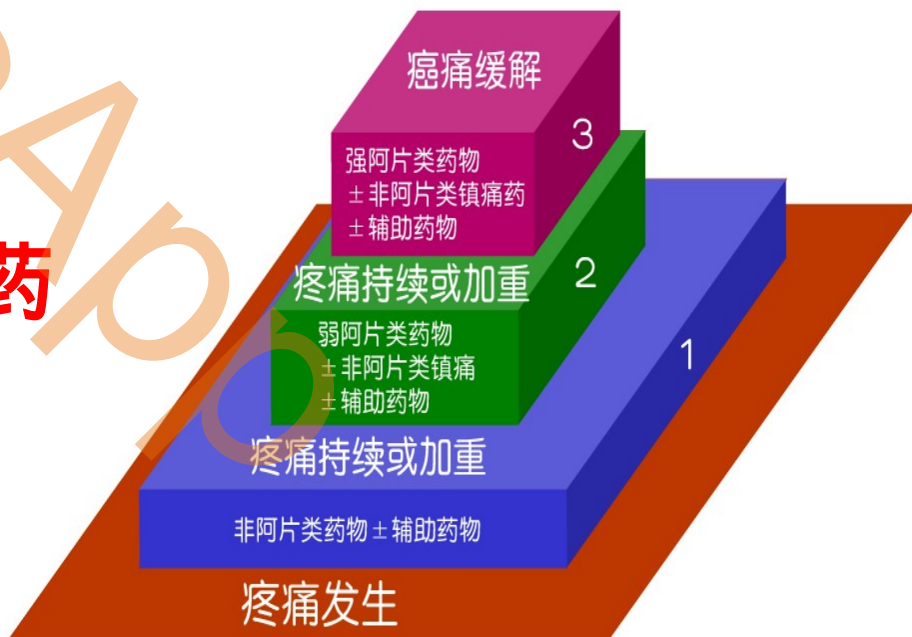 癌痛缓解
3
强阿片类药物
±非阿片类镇痛药
±辅助药物
药
疼痛持续或加重
2
弱阿片类药物
±非阿片类镇痛
±辅助药物
1
疼痛持续或加重
非阿片类药物±辅助药物
疼痛发生